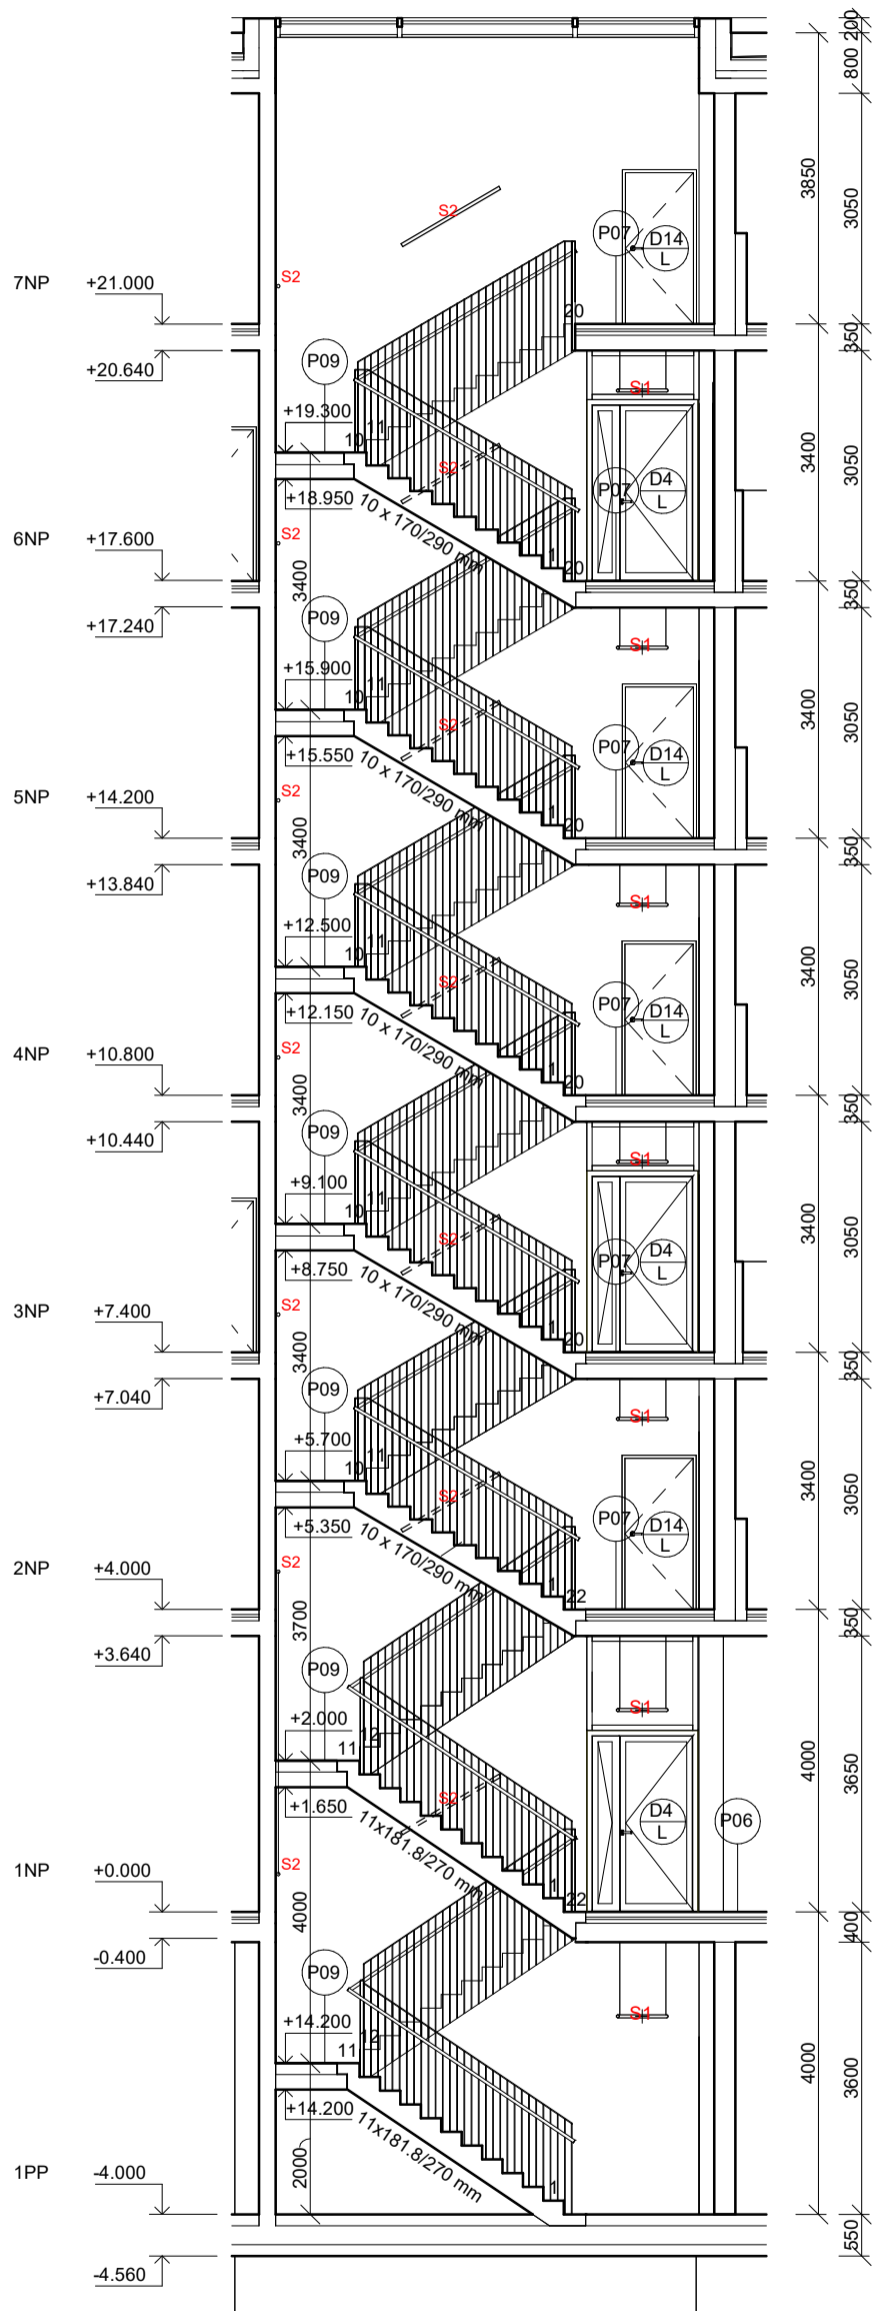 200
800
3850
3050
S2
P07
D14
L
S2
7NP +21.000
20
350
P09
+20.640
S1
+19.300
10 11
3400
3050
S2
P07
D4
L
+18.950
10 x 170/290 mm
6NP +17.600
S2
1
20
3400
350
P09
+17.240
S1
+15.900
10 11
3400
3050
S2
P07
D14
L
+15.550
10 x 170/290 mm
5NP +14.200
S2
1
20
3400
350
P09
+13.840
S1
+12.500
10 11
3400
3050
S2
P07
D14
L
+12.150
10 x 170/290 mm
4NP +10.800
S2
1
20
3400
350
P09
+10.440
S1
+9.100
10 11
3400
3050
S2
P07
D4
L
+8.750
10 x 170/290 mm
3NP +7.400
S2
1
20
3400
350
P09
+7.040
S1
+5.700
10 11
3400
3050
S2
P07
D14
L
+5.350
10 x 170/290 mm
2NP +4.000
S2
1
22
3700
350
P09
+3.640
S1
+2.000
11 12
4000
3650
S2
D4
L
P06
+1.650
11x181.8/270 mm
1NP +0.000
S2
1
22
4000
400
P09
-0.400
S1
+14.200
11 12
4000
3600
+14.200
11x181.8/270 mm
1PP -4.000
2000
1
550
-4.560